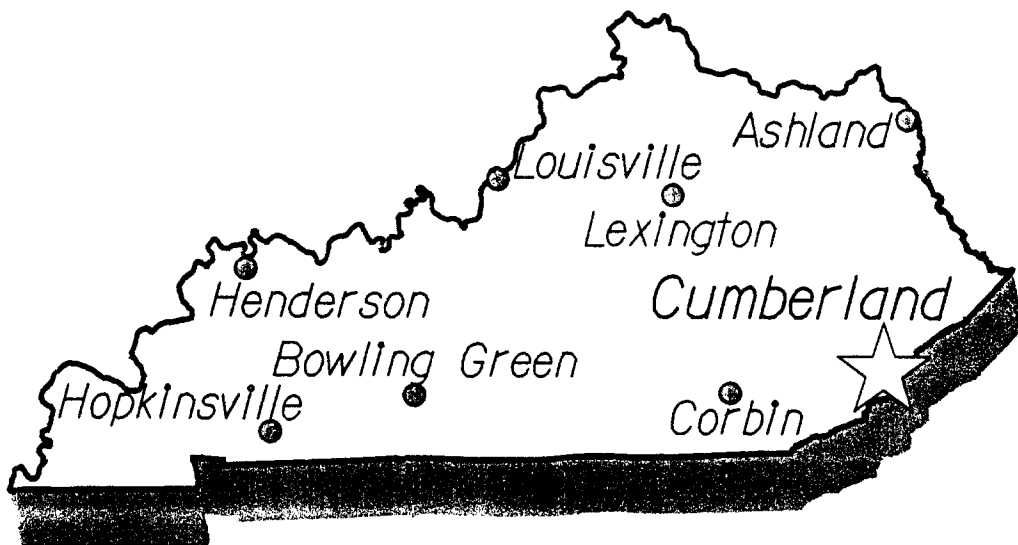 Ashland
Louisville
Lexington
Cumberland
Henderson
Bowling Green
Hopkinsville
Corbin